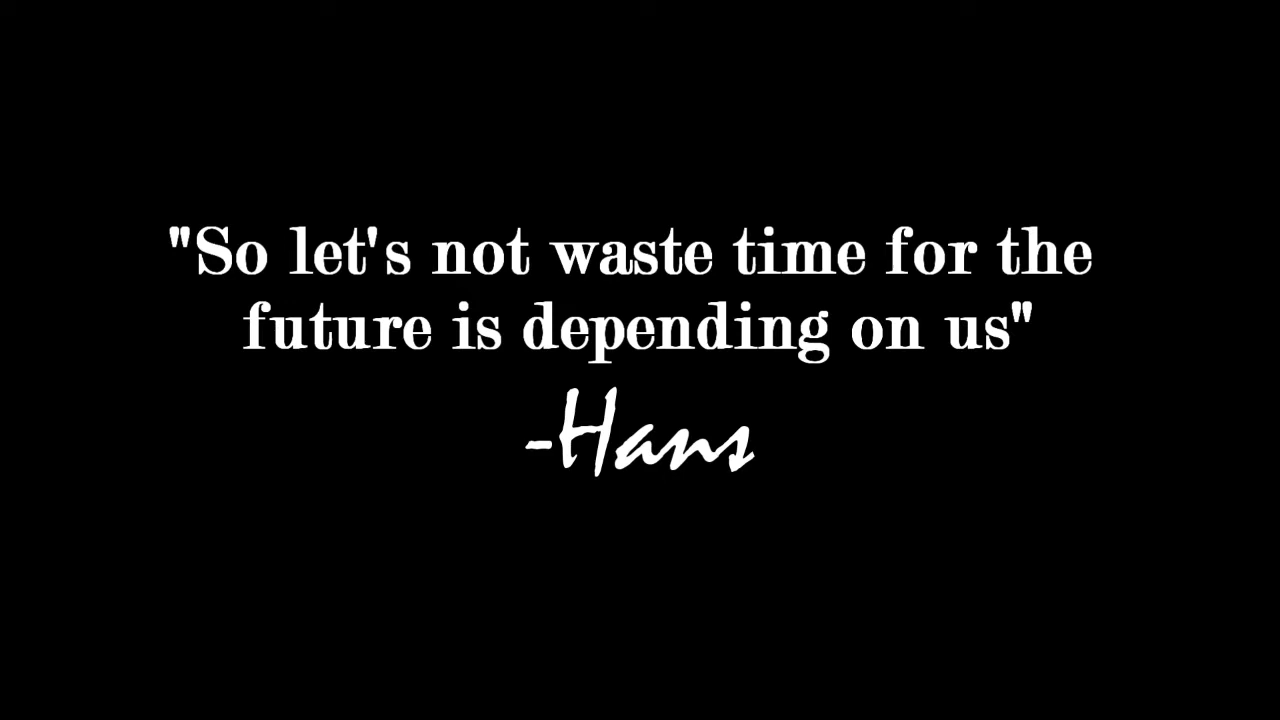 "So let's not waste time for the
future is depending on us"
-Hans